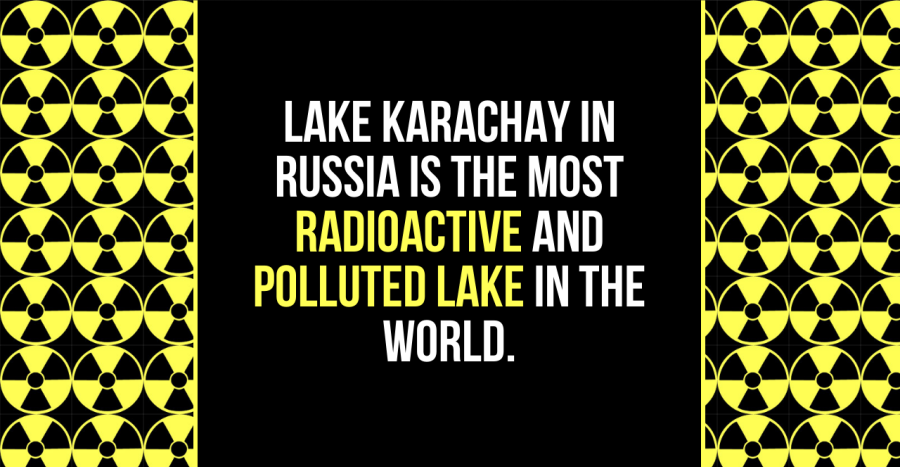 LAKE KARACHAY IN
RUSSIA IS THE MOST
RADIOACTIVE AND
POLLUTED LAKE IN THE
WORLD.